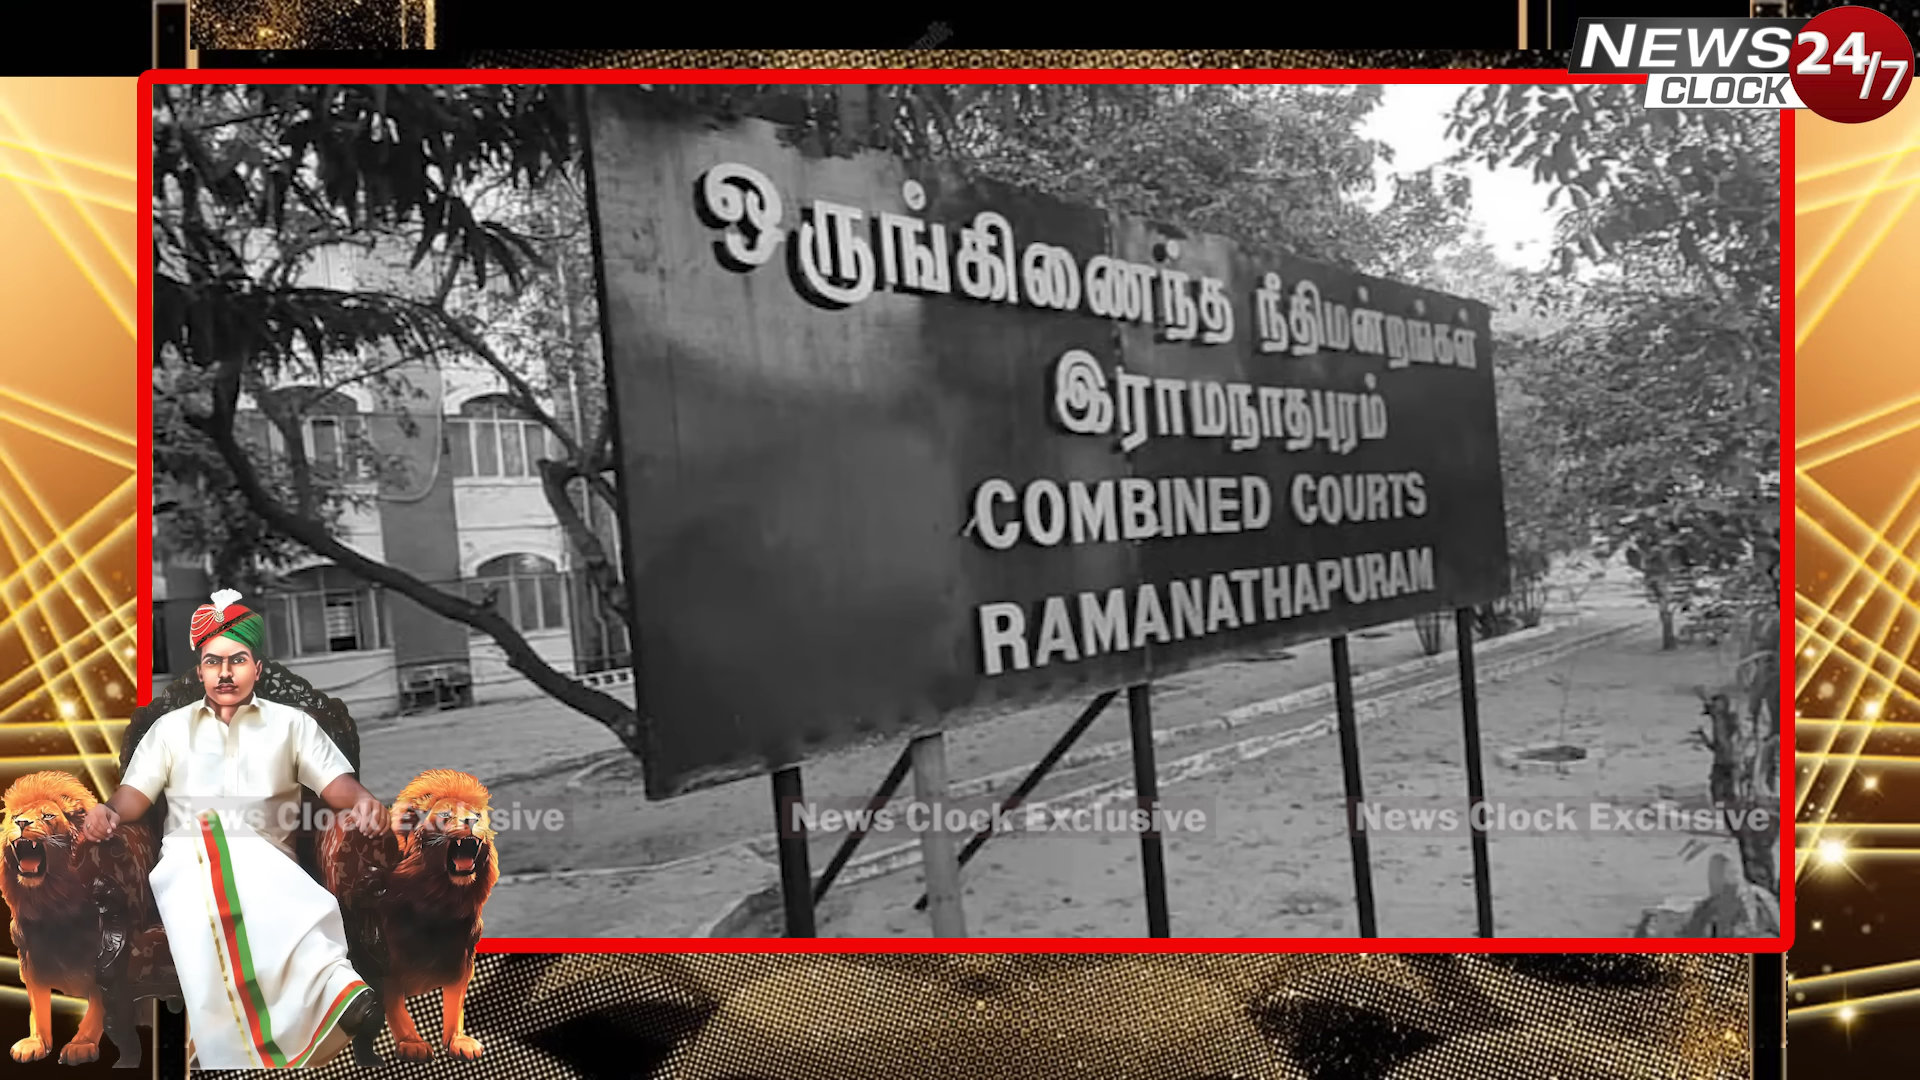 NEWS 24/7
CLOCK
ஒருங்கிணைந்த நீதிமன்றங்கள்
இராமநாதபுரம்
COMBINED COURTS
RAMANATHAPURAM
News Clock Exclusive News Clock Exclusive News Clock Exclusive